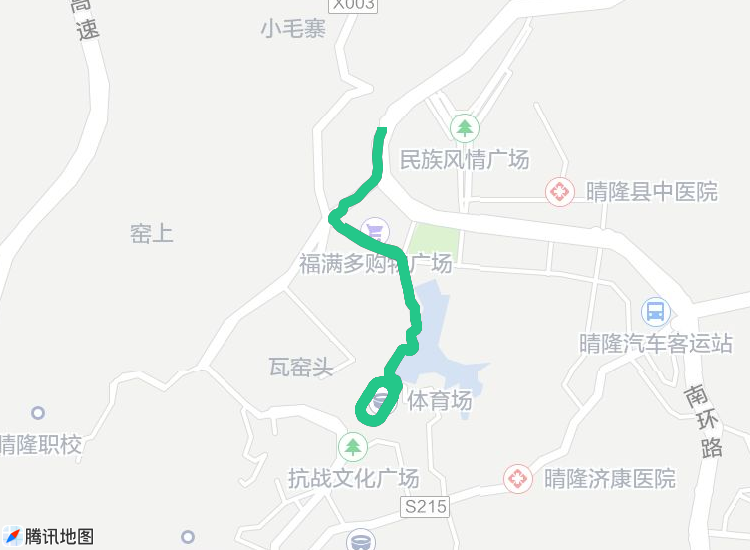 X003
高速
小毛寨
民族风情广场
晴隆县中医院
窑上
福满多购物广场
晴隆汽车客运站
瓦窑头
体育场
南环路
晴隆职校
抗战文化广场
晴隆济康医院
S215
腾讯地图